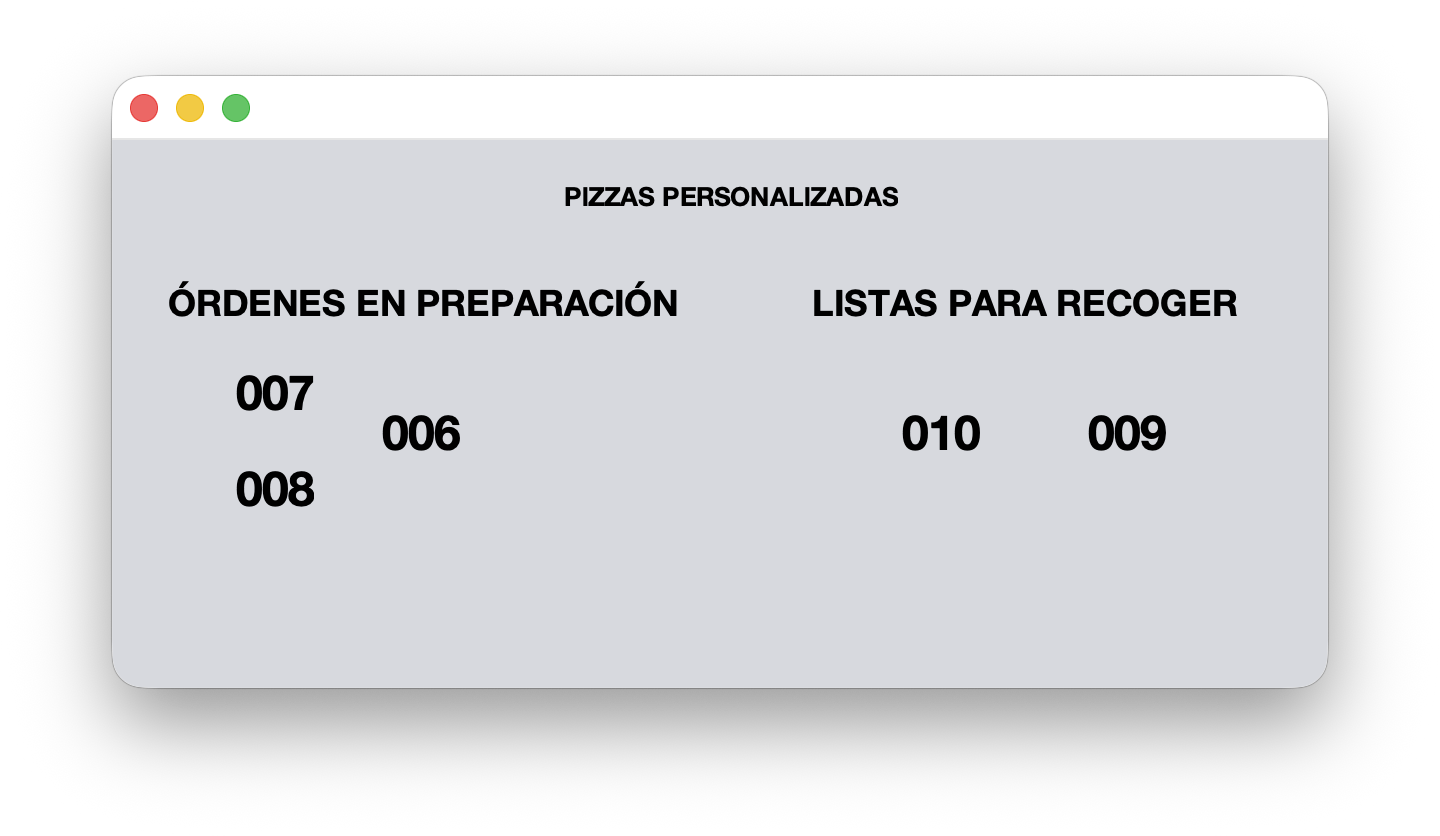 PIZZAS PERSONALIZADAS
ÓRDENES EN PREPARACIÓN
007
006
008
LISTAS PARA RECOGER
010
009